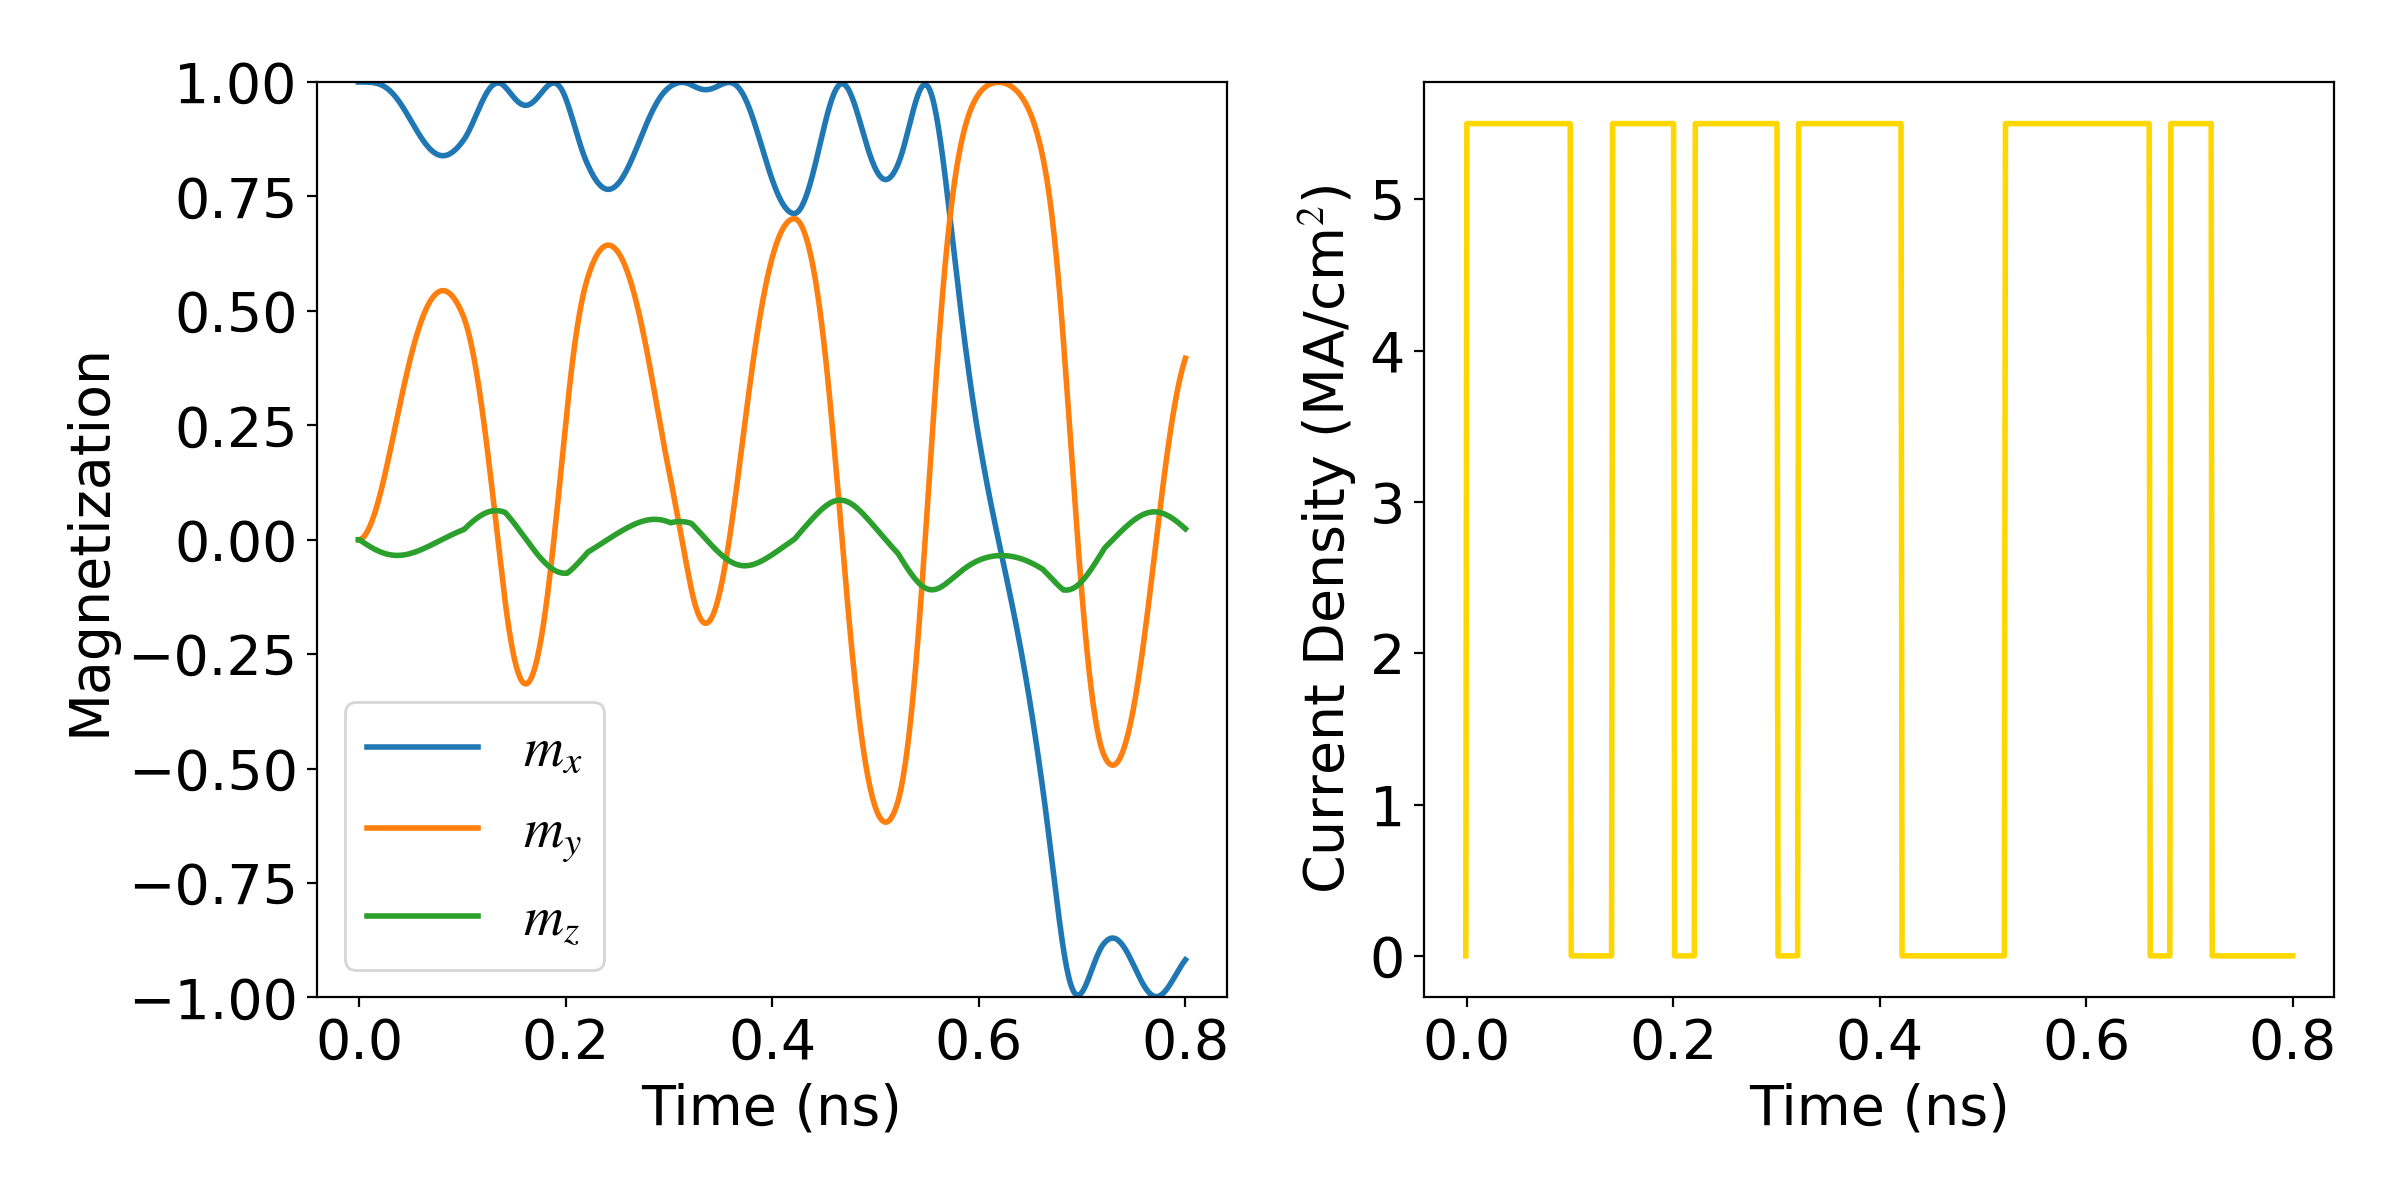 1.00
0.75
0.50
0.25
0.00
−0.25
−0.50
−0.75
−1.00
Magnetization
m_x
m_y
m_z
0.0 0.2 0.4 0.6 0.8
Time (ns)
5
4
3
2
1
0
Current Density (MA/cm²)
0.0 0.2 0.4 0.6 0.8
Time (ns)